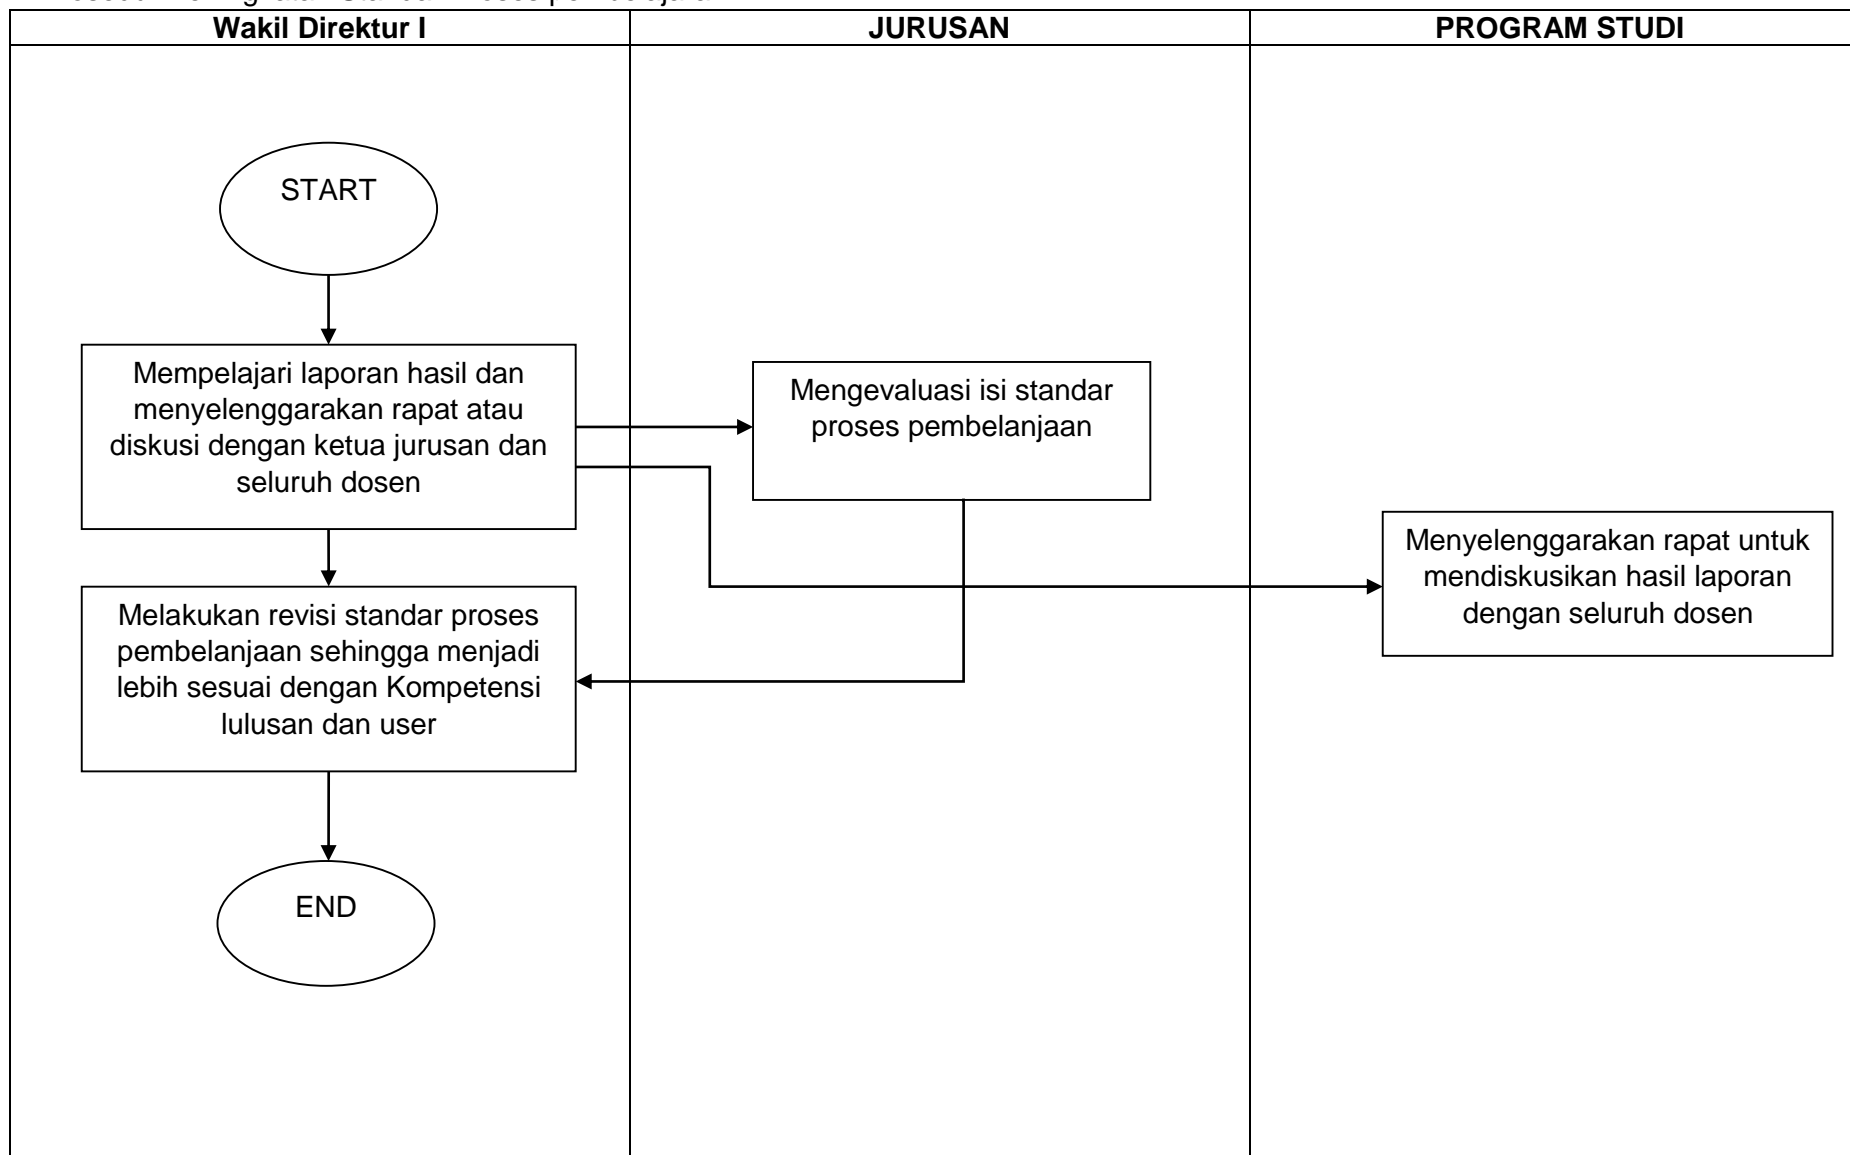 Wakil Direktur I
JURUSAN
PROGRAM STUDI
START
Mempelajari laporan hasil dan
menyelenggarakan rapat atau
diskusi dengan ketua jurusan dan
seluruh dosen
Mengevaluasi isi standar
proses pembelanjaan
Menyelenggarakan rapat untuk
mendiskusikan hasil laporan
dengan seluruh dosen
Melakukan revisi standar proses
pembelanjaan sehingga menjadi
lebih sesuai dengan Kompetensi
lulusan dan user
END